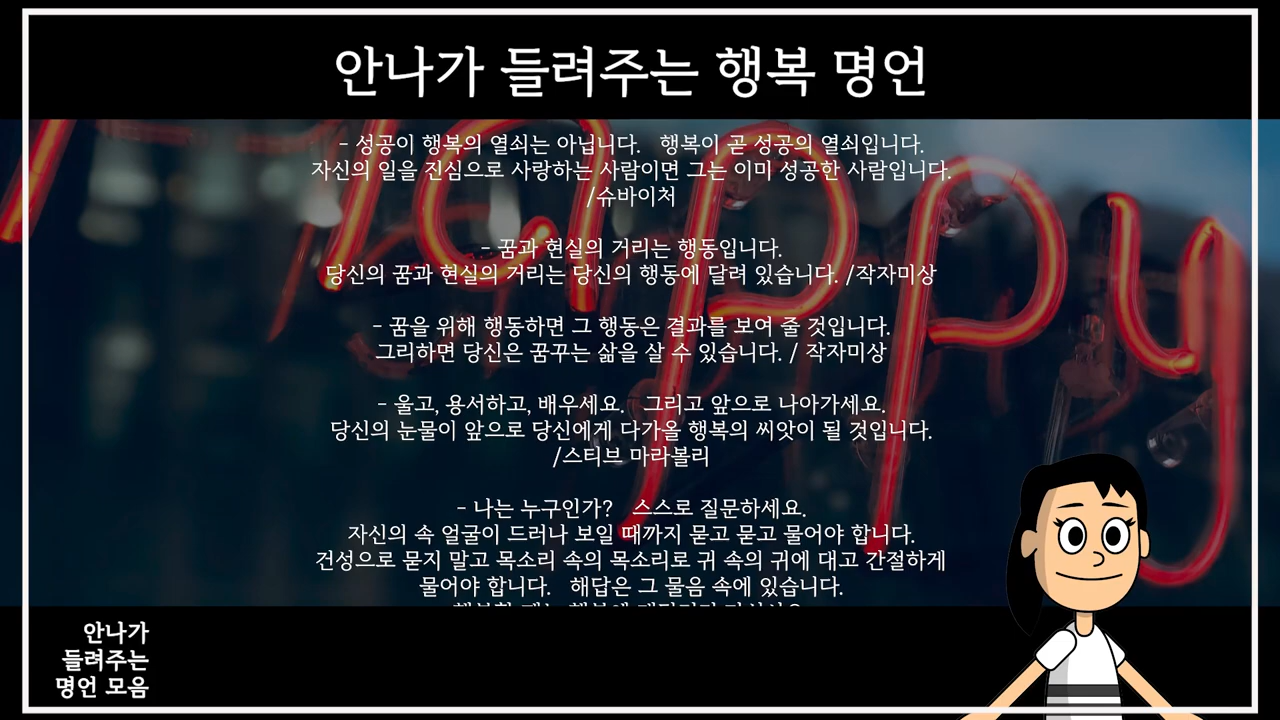 안나가 들려주는 행복 명언
- 성공이 행복의 열쇠는 아닙니다. 행복이 곧 성공의 열쇠입니다.
자신의 일을 진심으로 사랑하는 사람이면 그는 이미 성공한 사람입니다.
/슈바이처
- 꿈과 현실의 거리는 행동입니다.
당신의 꿈과 현실의 거리는 당신의 행동에 달려 있습니다. /작자미상
- 꿈을 위해 행동하면 그 행동은 결과를 보여 줄 것입니다.
그리하면 당신은 꿈꾸는 삶을 살 수 있습니다. / 작자미상
- 울고, 용서하고, 배우세요. 그리고 앞으로 나아가세요.
당신의 눈물이 앞으로 당신에게 다가올 행복의 씨앗이 될 것입니다.
/스티브 마라볼리
- 나는 누구인가? 스스로 질문하세요.
자신의 속 얼굴이 드러나 보일 때까지 묻고 묻고 물어야 합니다.
건성으로 묻지 말고 목소리 속의 목소리로 귀 속의 귀에 대고 간절하게
물어야 합니다. 해답은 그 물음 속에 있습니다.
happy
안나가
들려주는
명언 모음